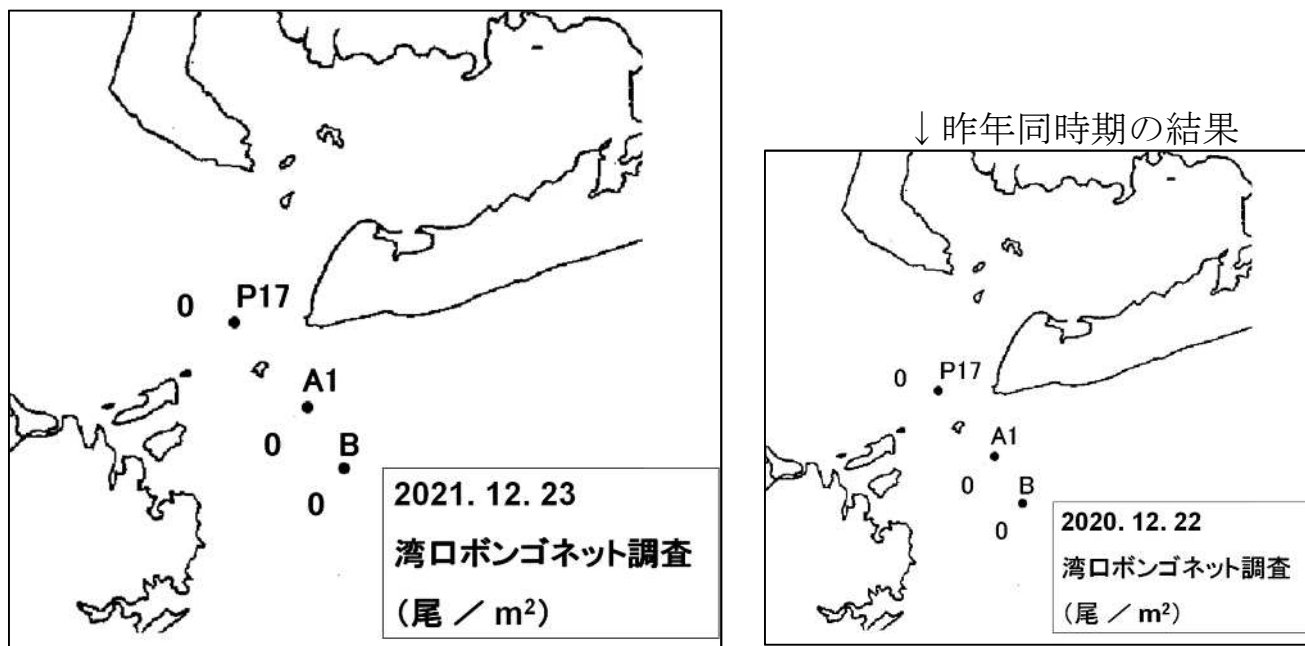 0 P17
A1
0 B
0
2021. 12. 23
湾口ボンゴネット調査
(尾 ／ m²)
↓昨年同時期の結果
0 P17
A1
0 B
0
2020. 12. 22
湾口ボンゴネット調査
(尾 ／ m²)